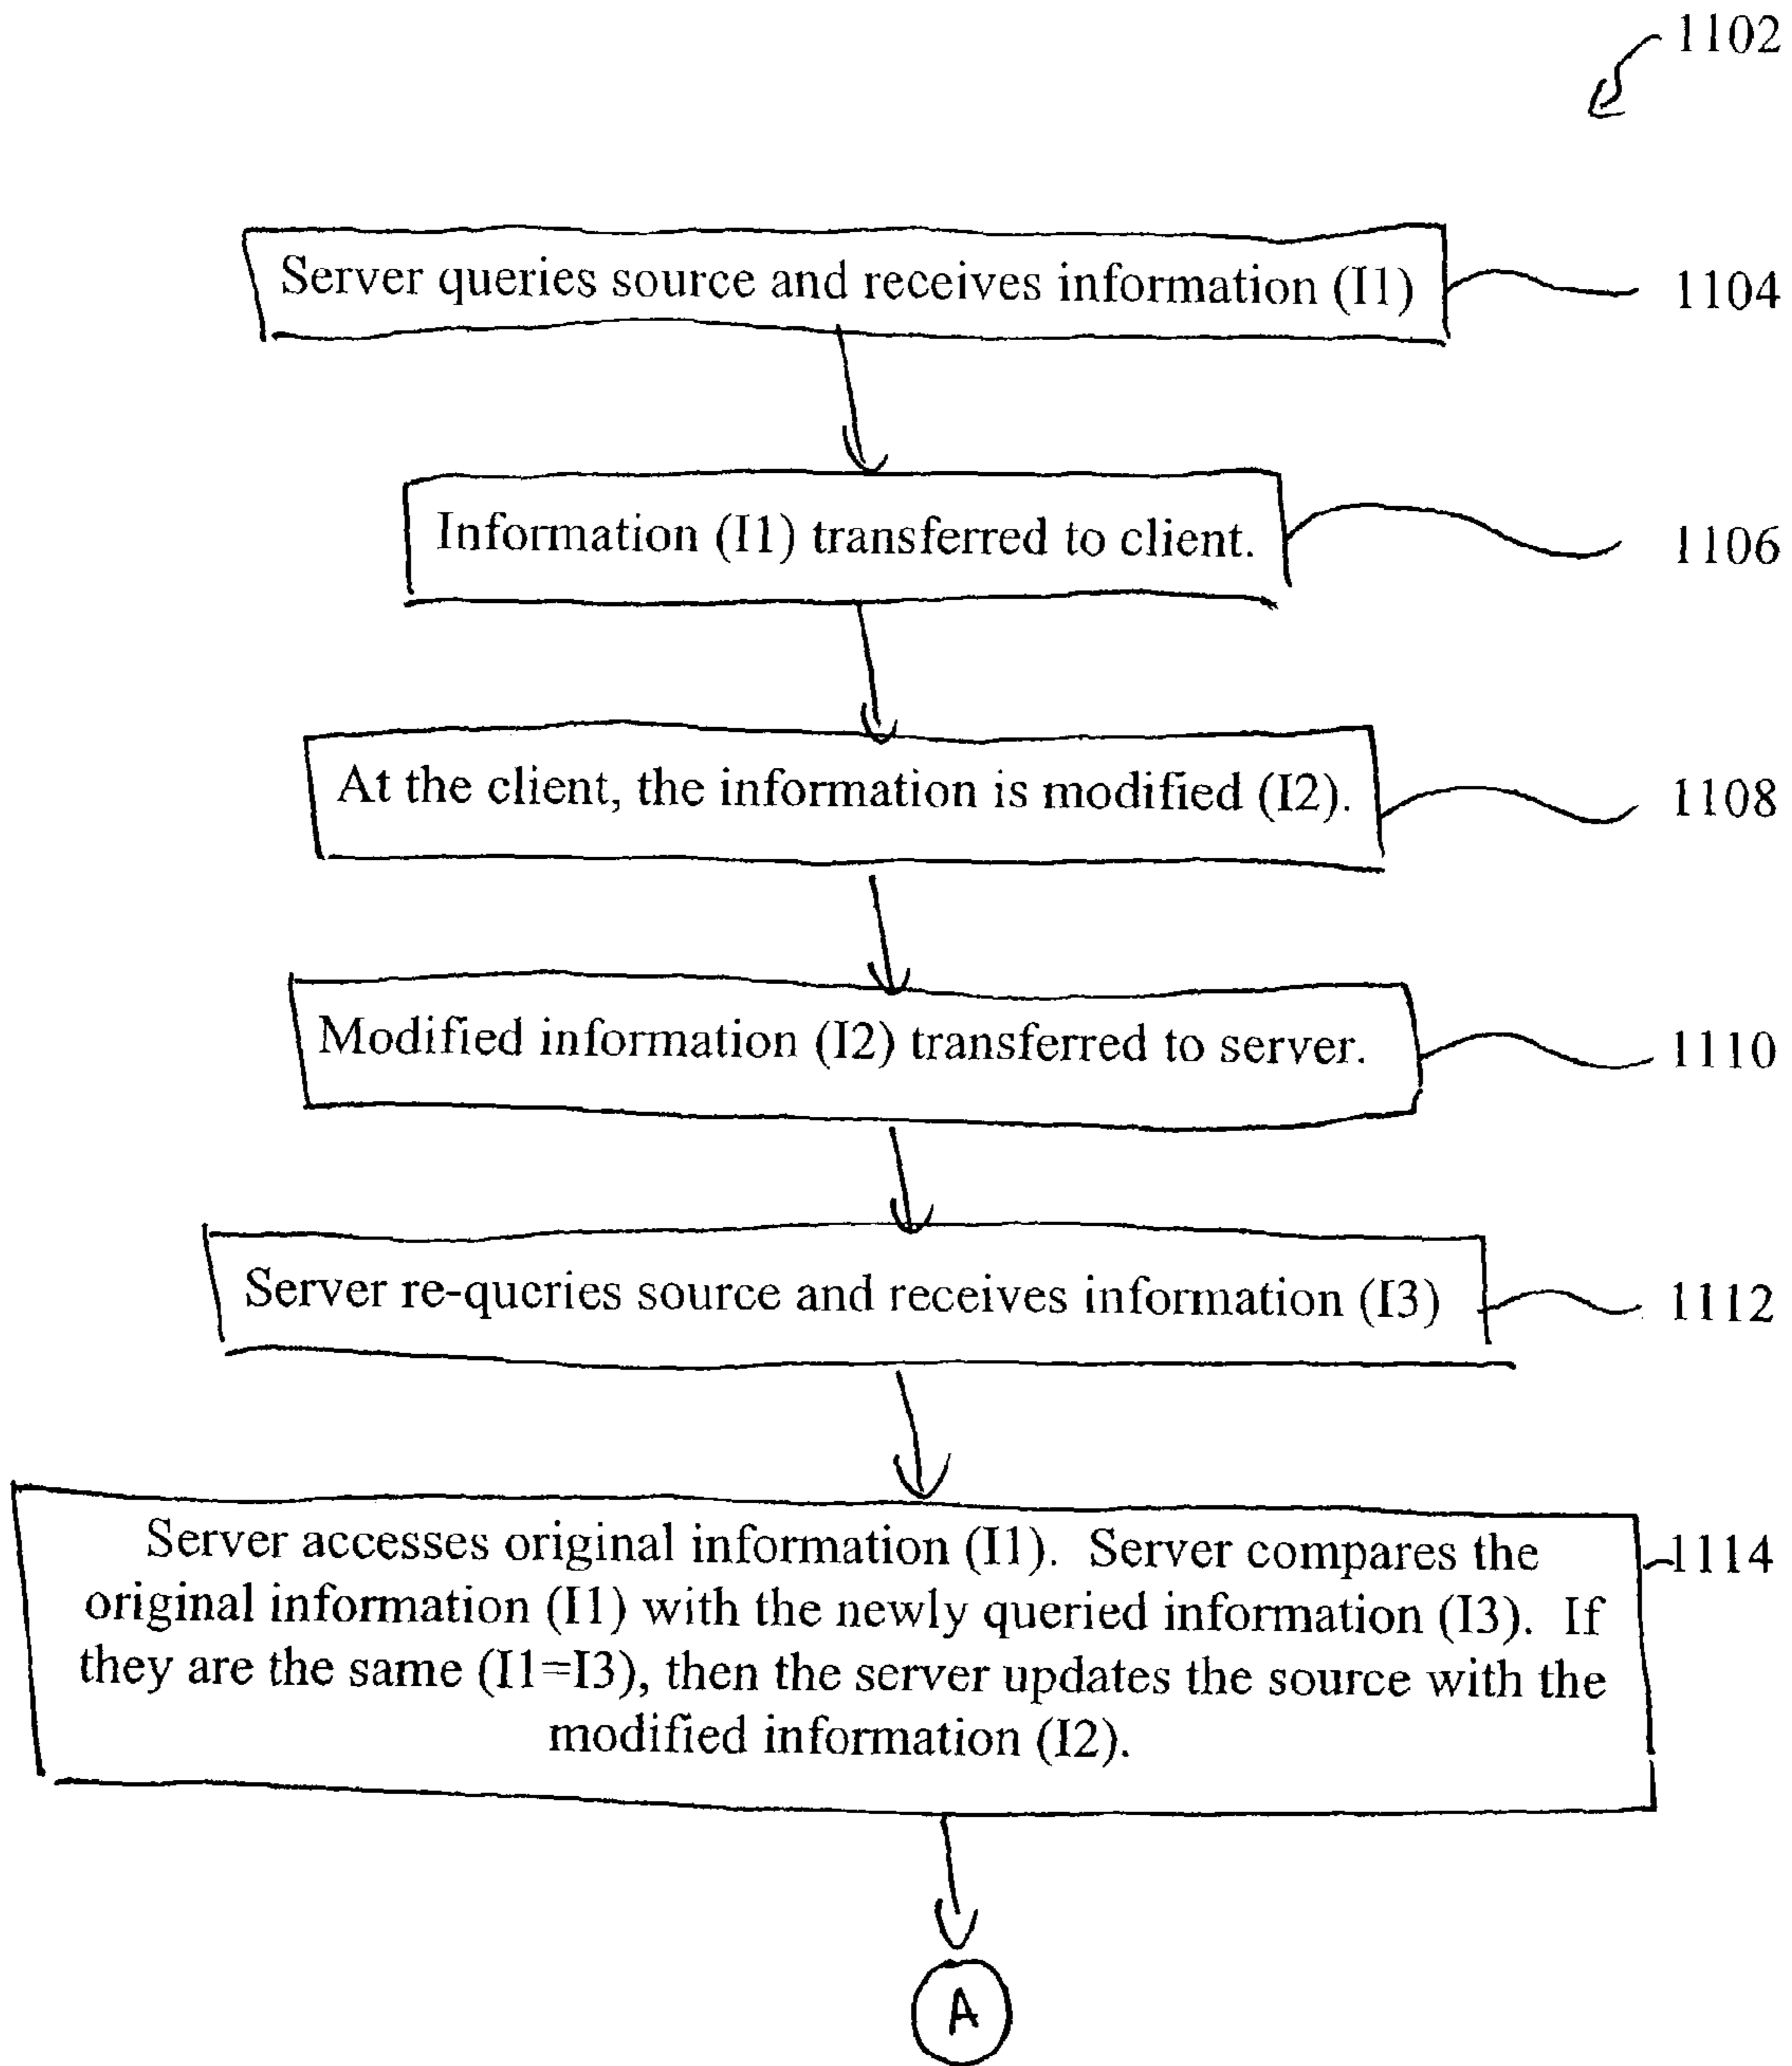 1102
Server queries source and receives information (I1)
1104
Information (I1) transferred to client.
1106
At the client, the information is modified (I2).
1108
Modified information (I2) transferred to server.
1110
Server re-queries source and receives information (I3)
1112
Server accesses original information (I1). Server compares the
original information (I1) with the newly queried information (I3). If
they are the same (I1=I3), then the server updates the source with the
modified information (I2).
1114
A